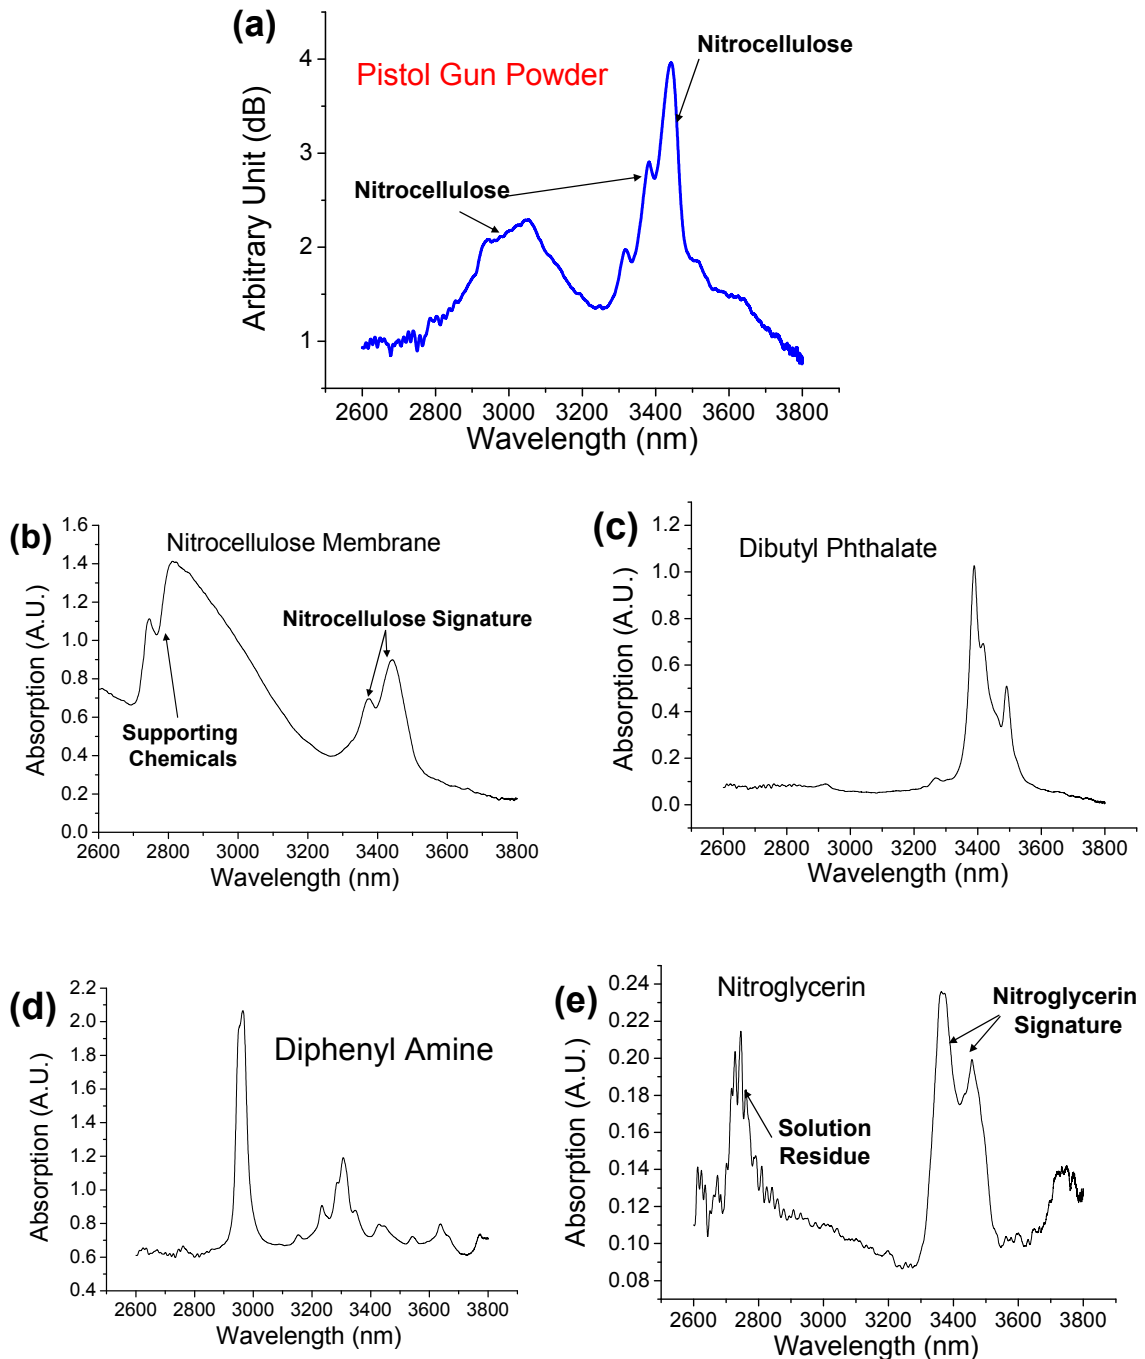 (a)
Pistol Gun Powder
Nitrocellulose
Nitrocellulose
Arbitrary Unit (dB)
4
3
2
1
2600 2800 3000 3200 3400 3600 3800
Wavelength (nm)
(b)
Nitrocellulose Membrane
Nitrocellulose Signature
Supporting
Chemicals
Absorption (A.U.)
1.6
1.4
1.2
1.0
0.8
0.6
0.4
0.2
0.0
2600 2800 3000 3200 3400 3600 3800
Wavelength (nm)
(c)
Dibutyl Phthalate
Absorption (A.U.)
1.2
1.0
0.8
0.6
0.4
0.2
0.0
2600 2800 3000 3200 3400 3600 3800
Wavelength (nm)
(d)
Diphenyl Amine
Absorption (A.U.)
2.2
2.0
1.8
1.6
1.4
1.2
1.0
0.8
0.6
0.4
2600 2800 3000 3200 3400 3600 3800
Wavelength (nm)
(e)
Nitroglycerin
Nitroglycerin
Signature
Solution
Residue
Absorption (A.U.)
0.24
0.22
0.20
0.18
0.16
0.14
0.12
0.10
0.08
2600 2800 3000 3200 3400 3600 3800
Wavelength (nm)